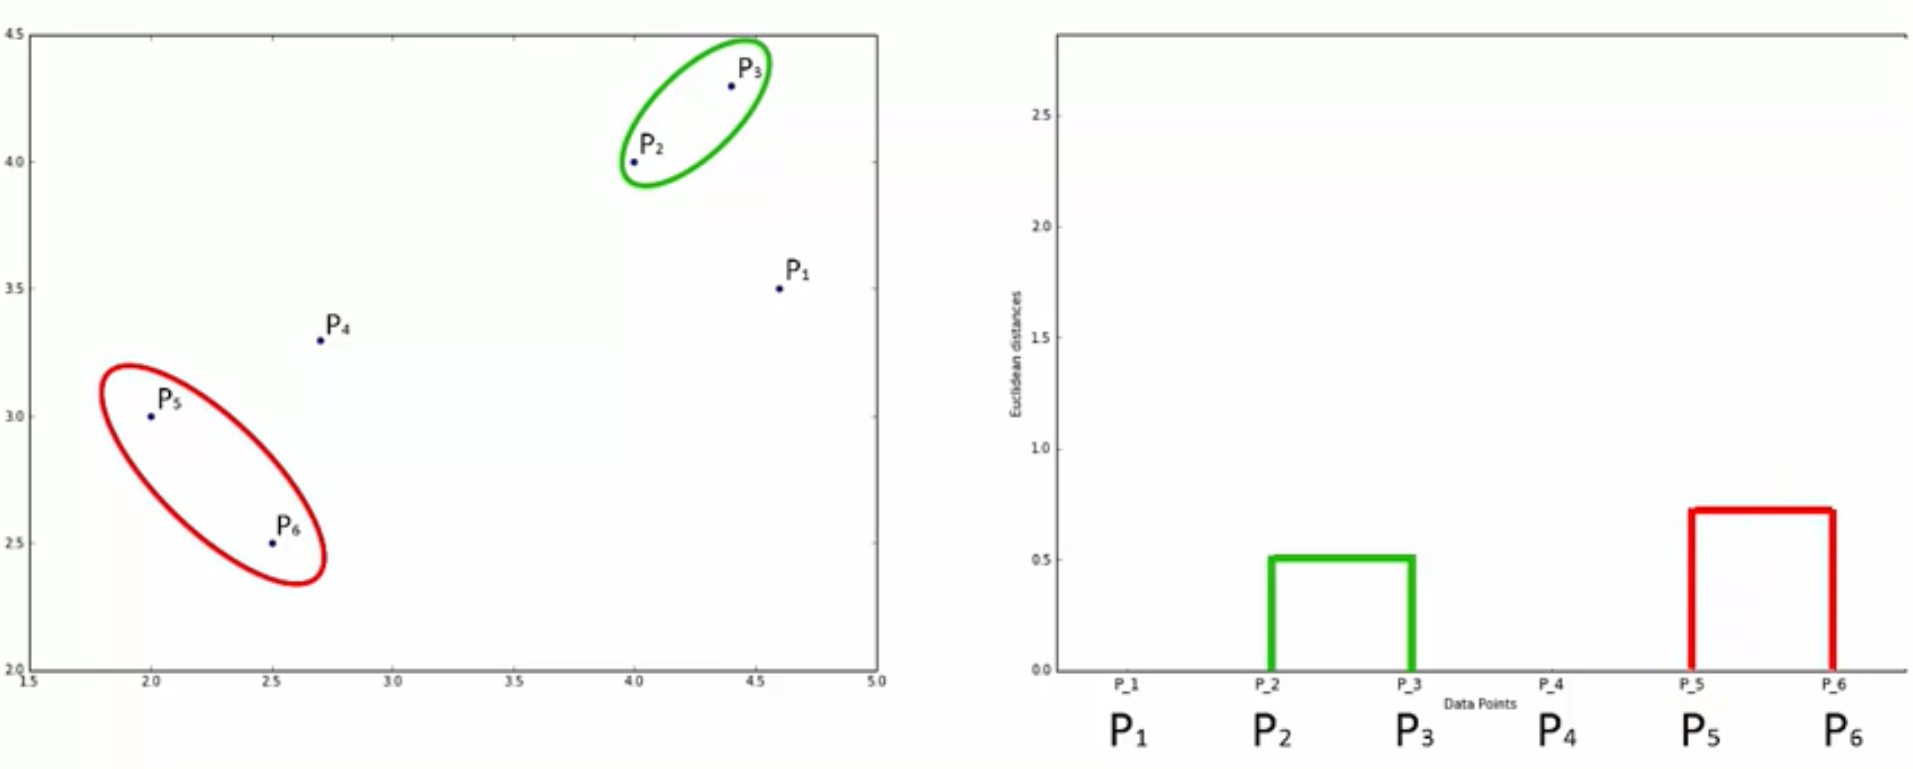 4.5
4.0
3.5
3.0
2.5
2.0
1.5 2.0 2.5 3.0 3.5 4.0 4.5 5.0
P₃
P₂
P₁
P₄
P₅
P₆
Euclidean distances
2.5
2.0
1.5
1.0
0.5
0.0
P_1 P_2 P_3 P_4 P_5 P_6
Data Points
P₁ P₂ P₃ P₄ P₅ P₆